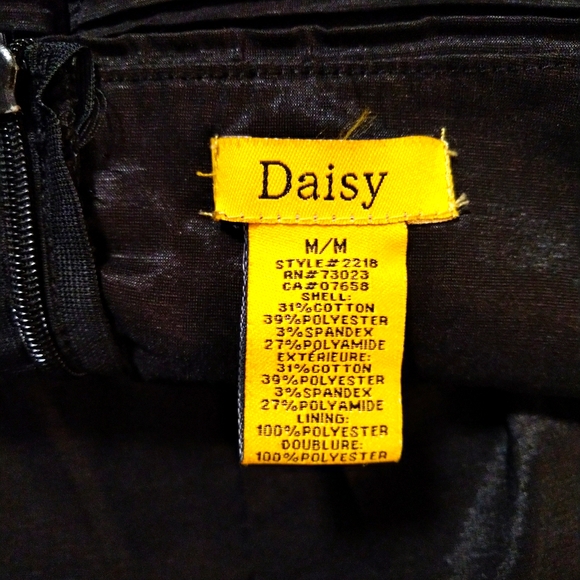 Daisy
M/M
STYLE# 2218
RN#73023
CA#07658
SHELL:
31%COTTON
39%POLYESTER
3%SPANDEX
27%POLYAMIDE
EXTÉRIEURE:
31%COTTON
39%POLYESTER
3%SPANDEX
27%POLYAMIDE
LINING:
100%POLYESTER
DOUBLURE:
100%POLYESTER